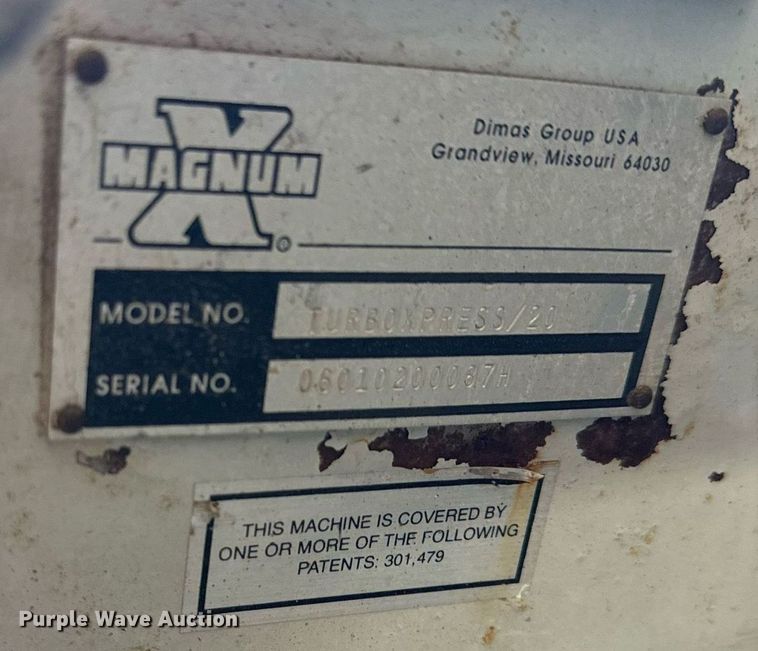 X
MAGNUM
®
Dimas Group USA
Grandview, Missouri 64030
MODEL NO. TURBOXPRESS/20
SERIAL NO. 06010200087H
THIS MACHINE IS COVERED BY
ONE OR MORE OF THE FOLLOWING
PATENTS: 301,479
Purple Wave Auction